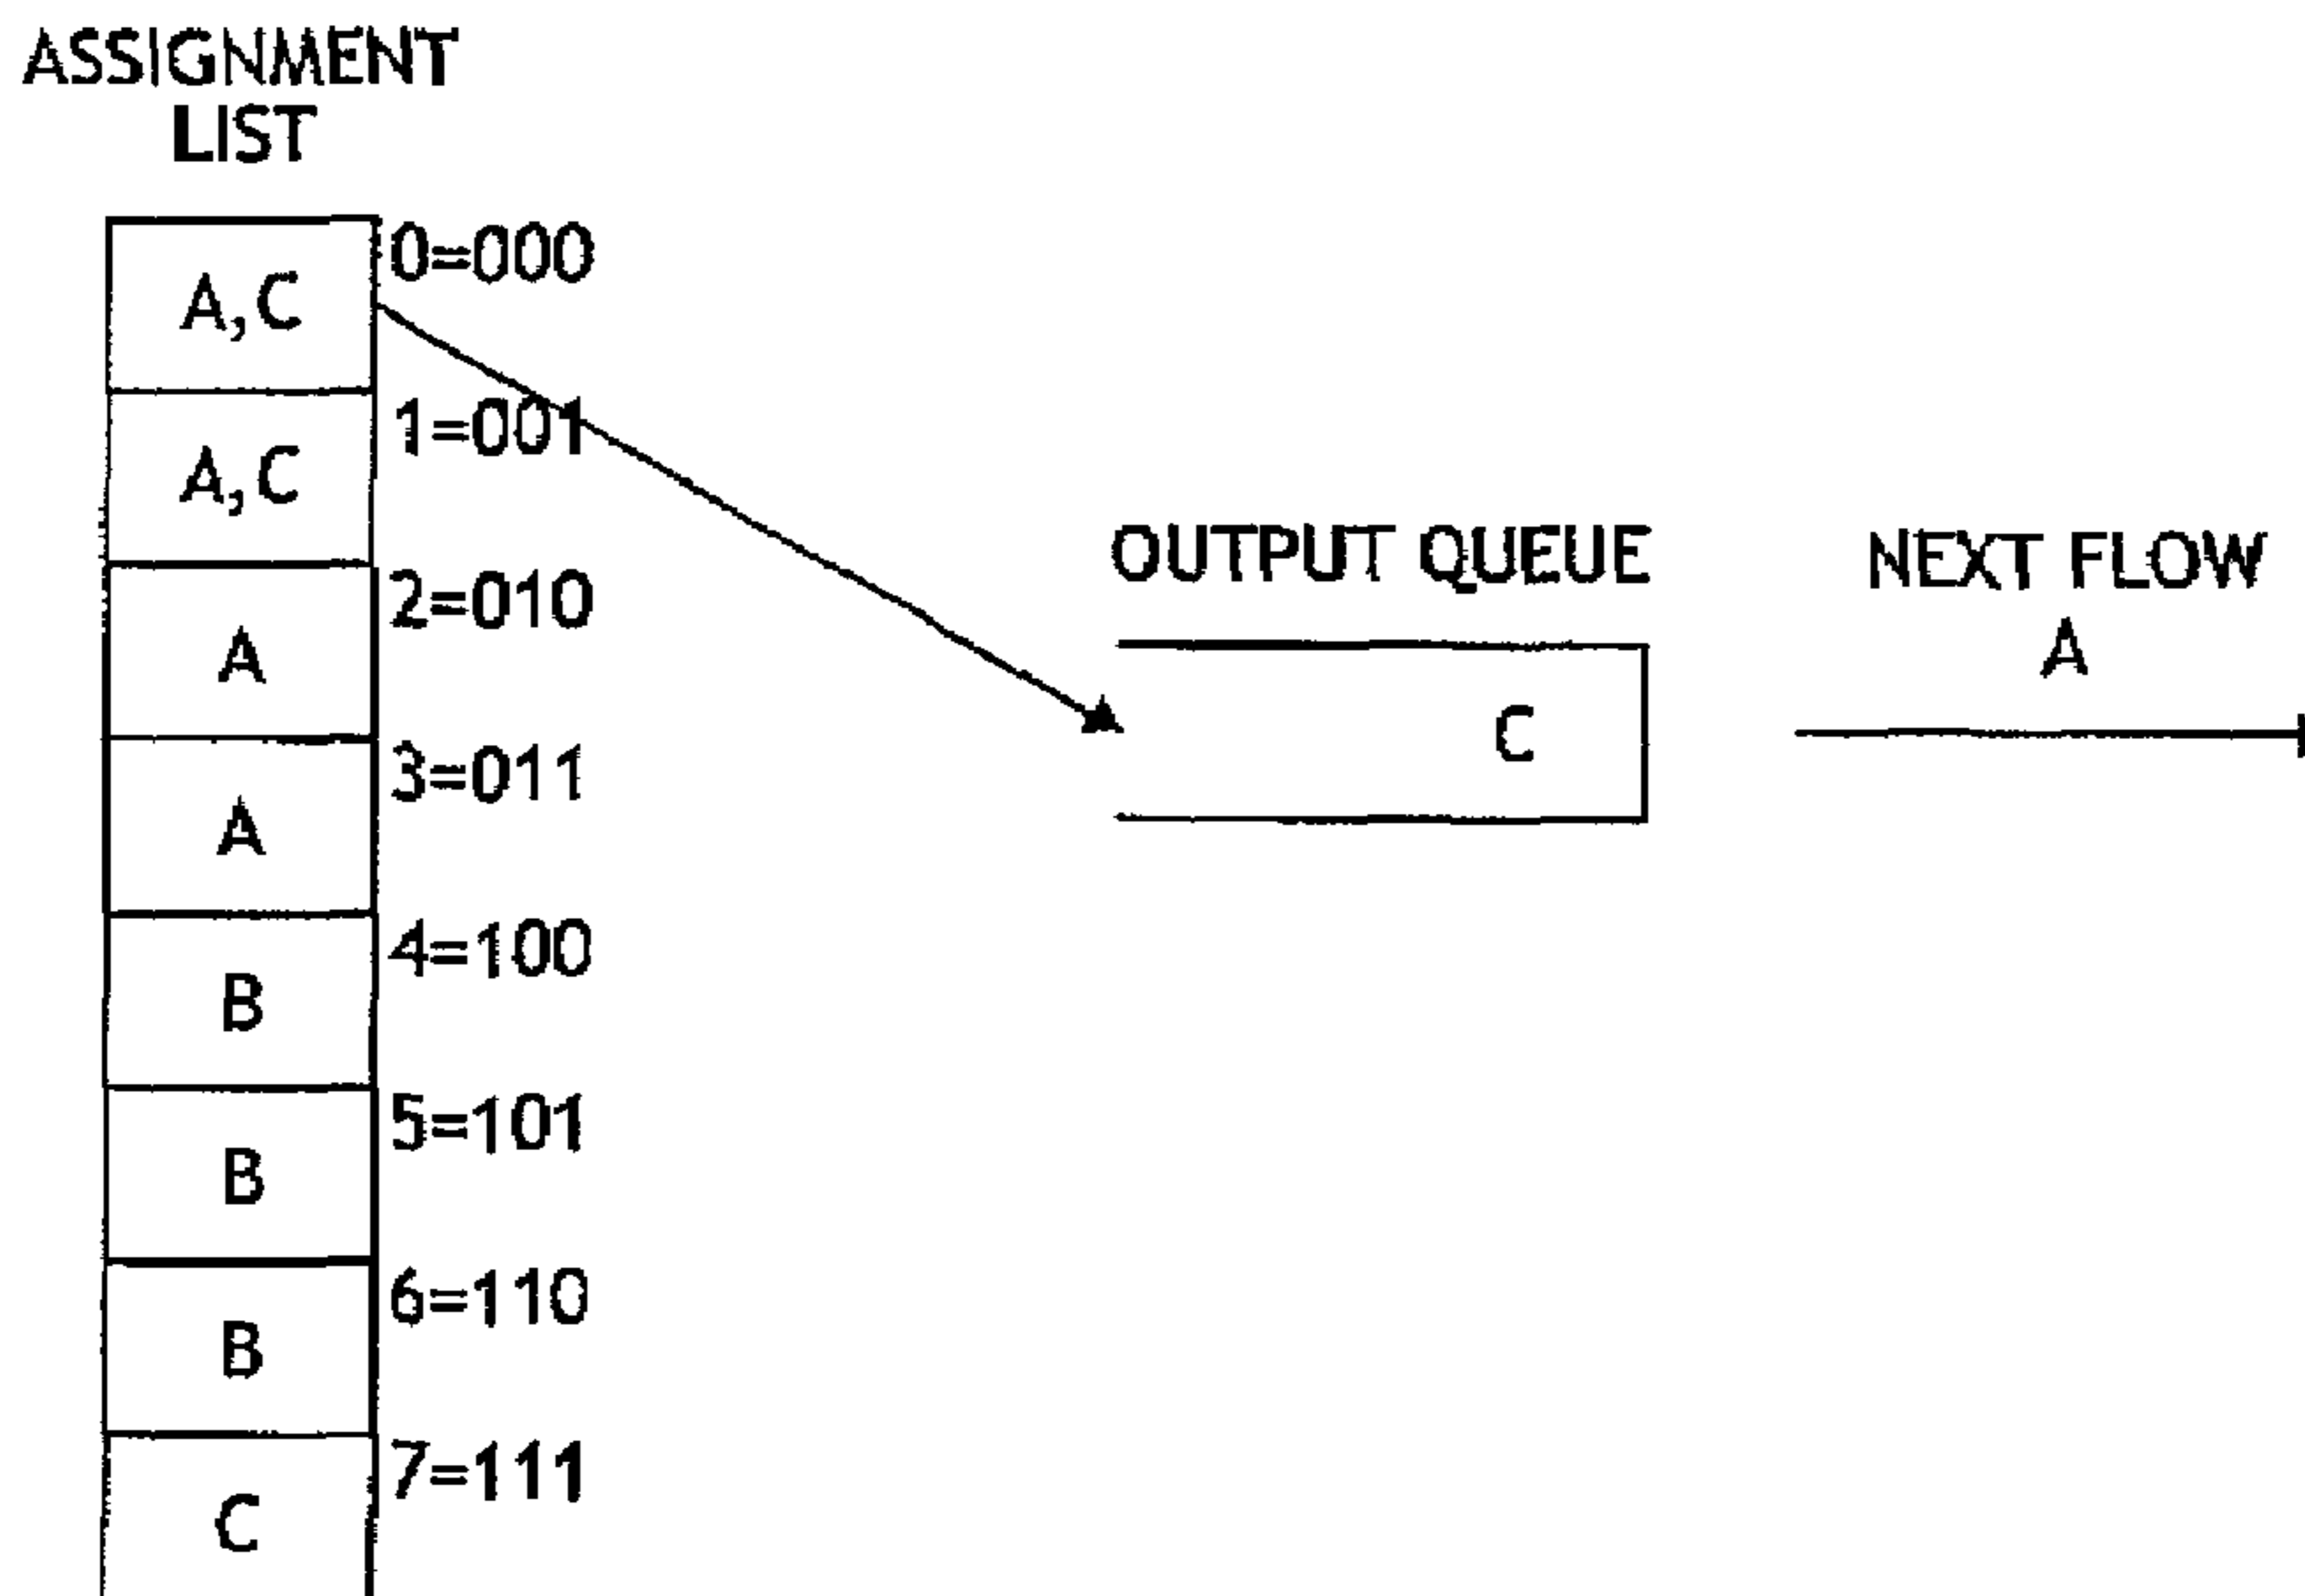 ASSIGNMENT
LIST
0=000
A,C
1=001
A,C
2=010
A
3=011
A
4=100
B
5=101
B
6=110
B
7=111
C
OUTPUT QUEUE
C
NEXT FLOW
A